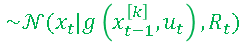 ~𝒩(x_t|g(x_{t-1}^{[k]}, u_t), R_t)